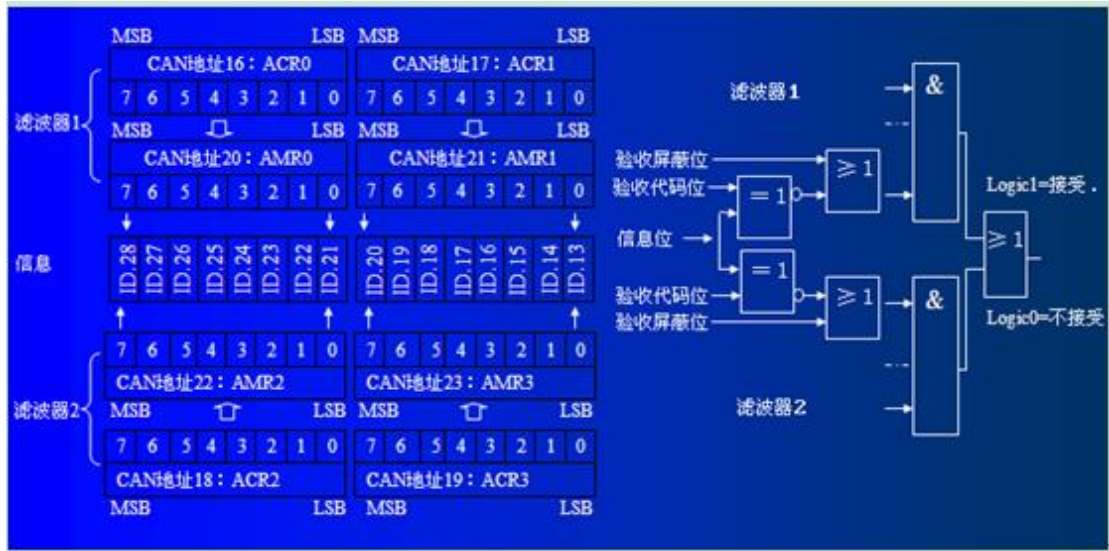 MSB LSB MSB LSB
CAN地址16：ACR0 CAN地址17：ACR1
7 6 5 4 3 2 1 0 7 6 5 4 3 2 1 0
滤波器1
MSB LSB MSB LSB
CAN地址20：AMR0 CAN地址21：AMR1
7 6 5 4 3 2 1 0 7 6 5 4 3 2 1 0
信息
ID.28 ID.27 ID.26 ID.25 ID.24 ID.23 ID.22 ID.21 ID.20 ID.19 ID.18 ID.17 ID.16 ID.15 ID.14 ID.13
7 6 5 4 3 2 1 0 7 6 5 4 3 2 1 0
CAN地址22：AMR2 CAN地址23：AMR3
滤波器2
MSB LSB MSB LSB
7 6 5 4 3 2 1 0 7 6 5 4 3 2 1 0
CAN地址18：ACR2 CAN地址19：ACR3
MSB LSB MSB LSB
滤波器1
&
验收屏蔽位
≥1
验收代码位
=1
Logic1=接受．
信息位
≥1
=1
验收代码位
≥1
&
验收屏蔽位
Logic0=不接受
滤波器2